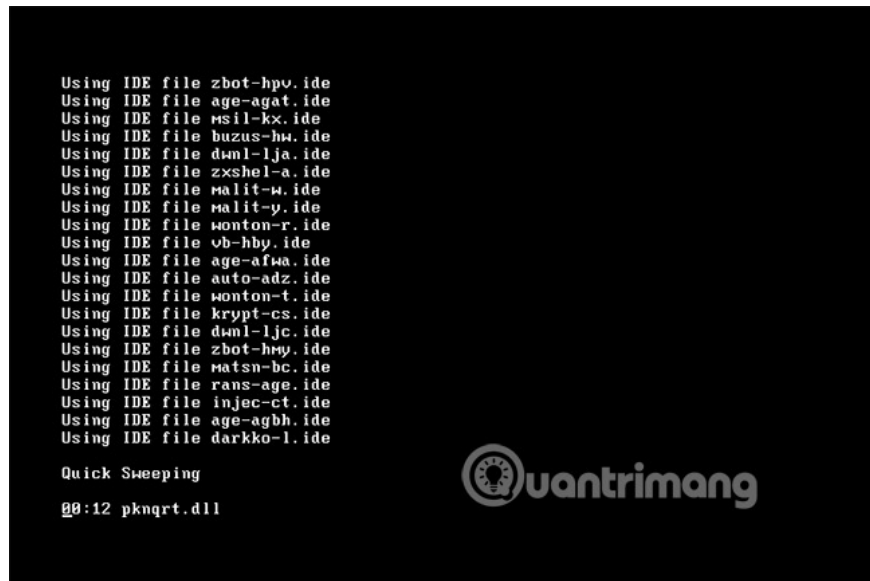 Using IDE file zbot-hpv.ide
Using IDE file age-agat.ide
Using IDE file msil-kx.ide
Using IDE file buzus-hw.ide
Using IDE file dwnl-lja.ide
Using IDE file zxshel-a.ide
Using IDE file malit-w.ide
Using IDE file malit-y.ide
Using IDE file wonton-r.ide
Using IDE file vb-hby.ide
Using IDE file age-afwa.ide
Using IDE file auto-adz.ide
Using IDE file wonton-t.ide
Using IDE file krypt-cs.ide
Using IDE file dwnl-ljc.ide
Using IDE file zbot-hmy.ide
Using IDE file matsn-bc.ide
Using IDE file rans-age.ide
Using IDE file injec-ct.ide
Using IDE file age-agbh.ide
Using IDE file darkko-l.ide
Quick Sweeping
00:12 pknqrt.dll
Quantrimang